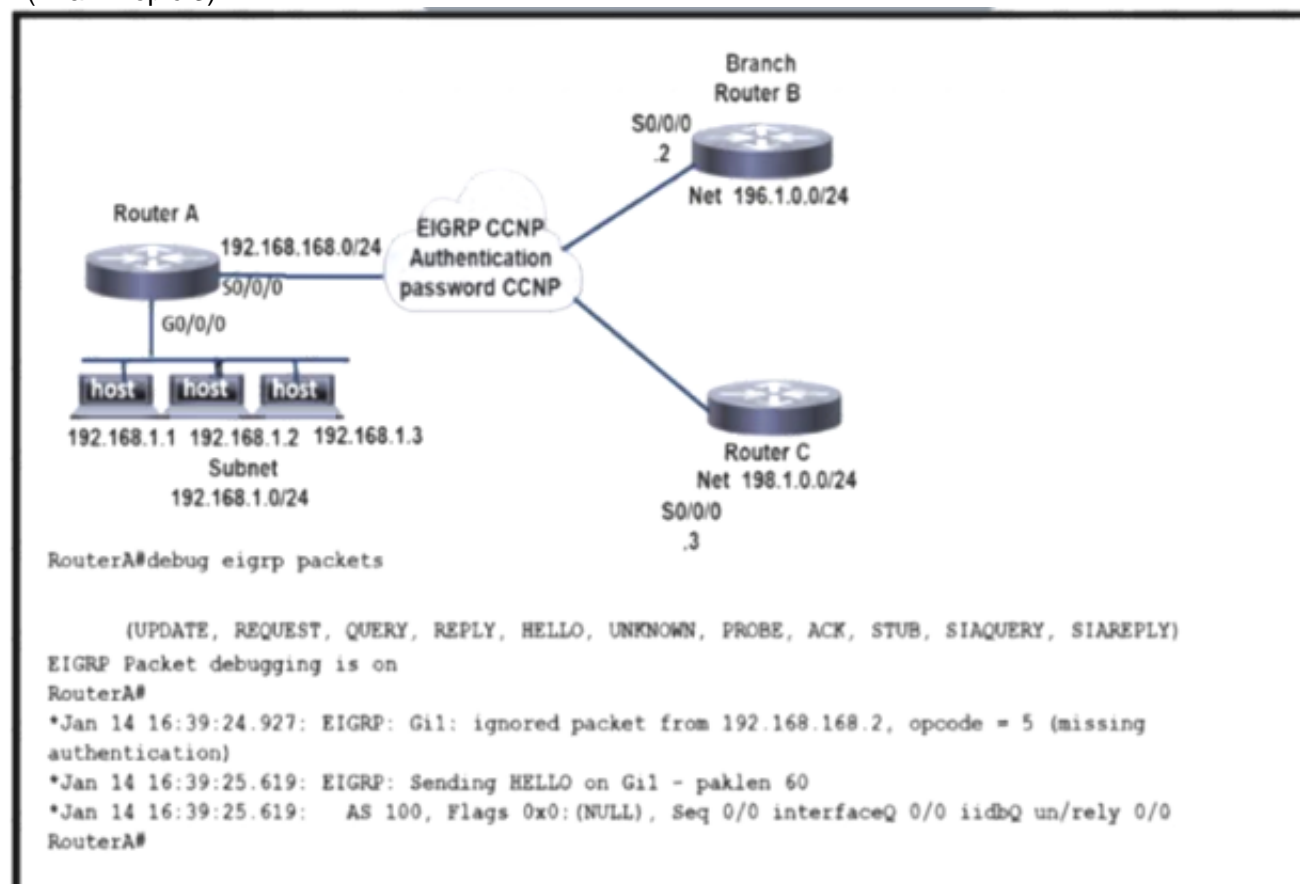 Branch
Router B
S0/0/0
.2
Net 196.1.0.0/24
Router A
192.168.168.0/24
S0/0/0
G0/0/0
EIGRP CCNP
Authentication
password CCNP
host host host
192.168.1.1 192.168.1.2 192.168.1.3
Subnet
192.168.1.0/24
Router C
Net 198.1.0.0/24
S0/0/0
.3
RouterA#debug eigrp packets
(UPDATE, REQUEST, QUERY, REPLY, HELLO, UNKNOWN, PROBE, ACK, STUB, SIAQUERY, SIAREPLY)
EIGRP Packet debugging is on
RouterA#
*Jan 14 16:39:24.927: EIGRP: Gi1: ignored packet from 192.168.168.2, opcode = 5 (missing
authentication)
*Jan 14 16:39:25.619: EIGRP: Sending HELLO on Gi1 - paklen 60
*Jan 14 16:39:25.619: AS 100, Flags 0x0:(NULL), Seq 0/0 interfaceQ 0/0 iidbQ un/rely 0/0
RouterA#